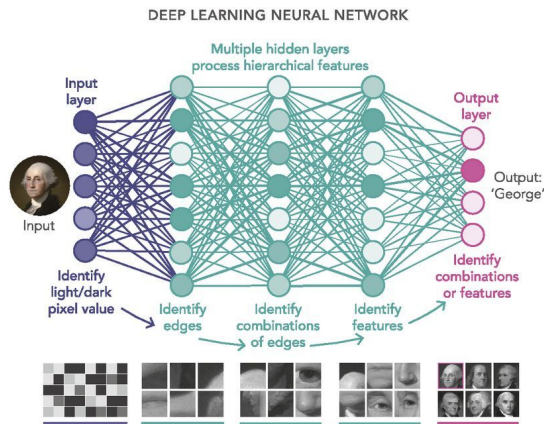 DEEP LEARNING NEURAL NETWORK
Multiple hidden layers
process hierarchical features
Input
layer
Output
layer
Input
Output:
'George'
Identify
light/dark
pixel value
Identify
edges
Identify
combinations
of edges
Identify
features
Identify
combinations
or features